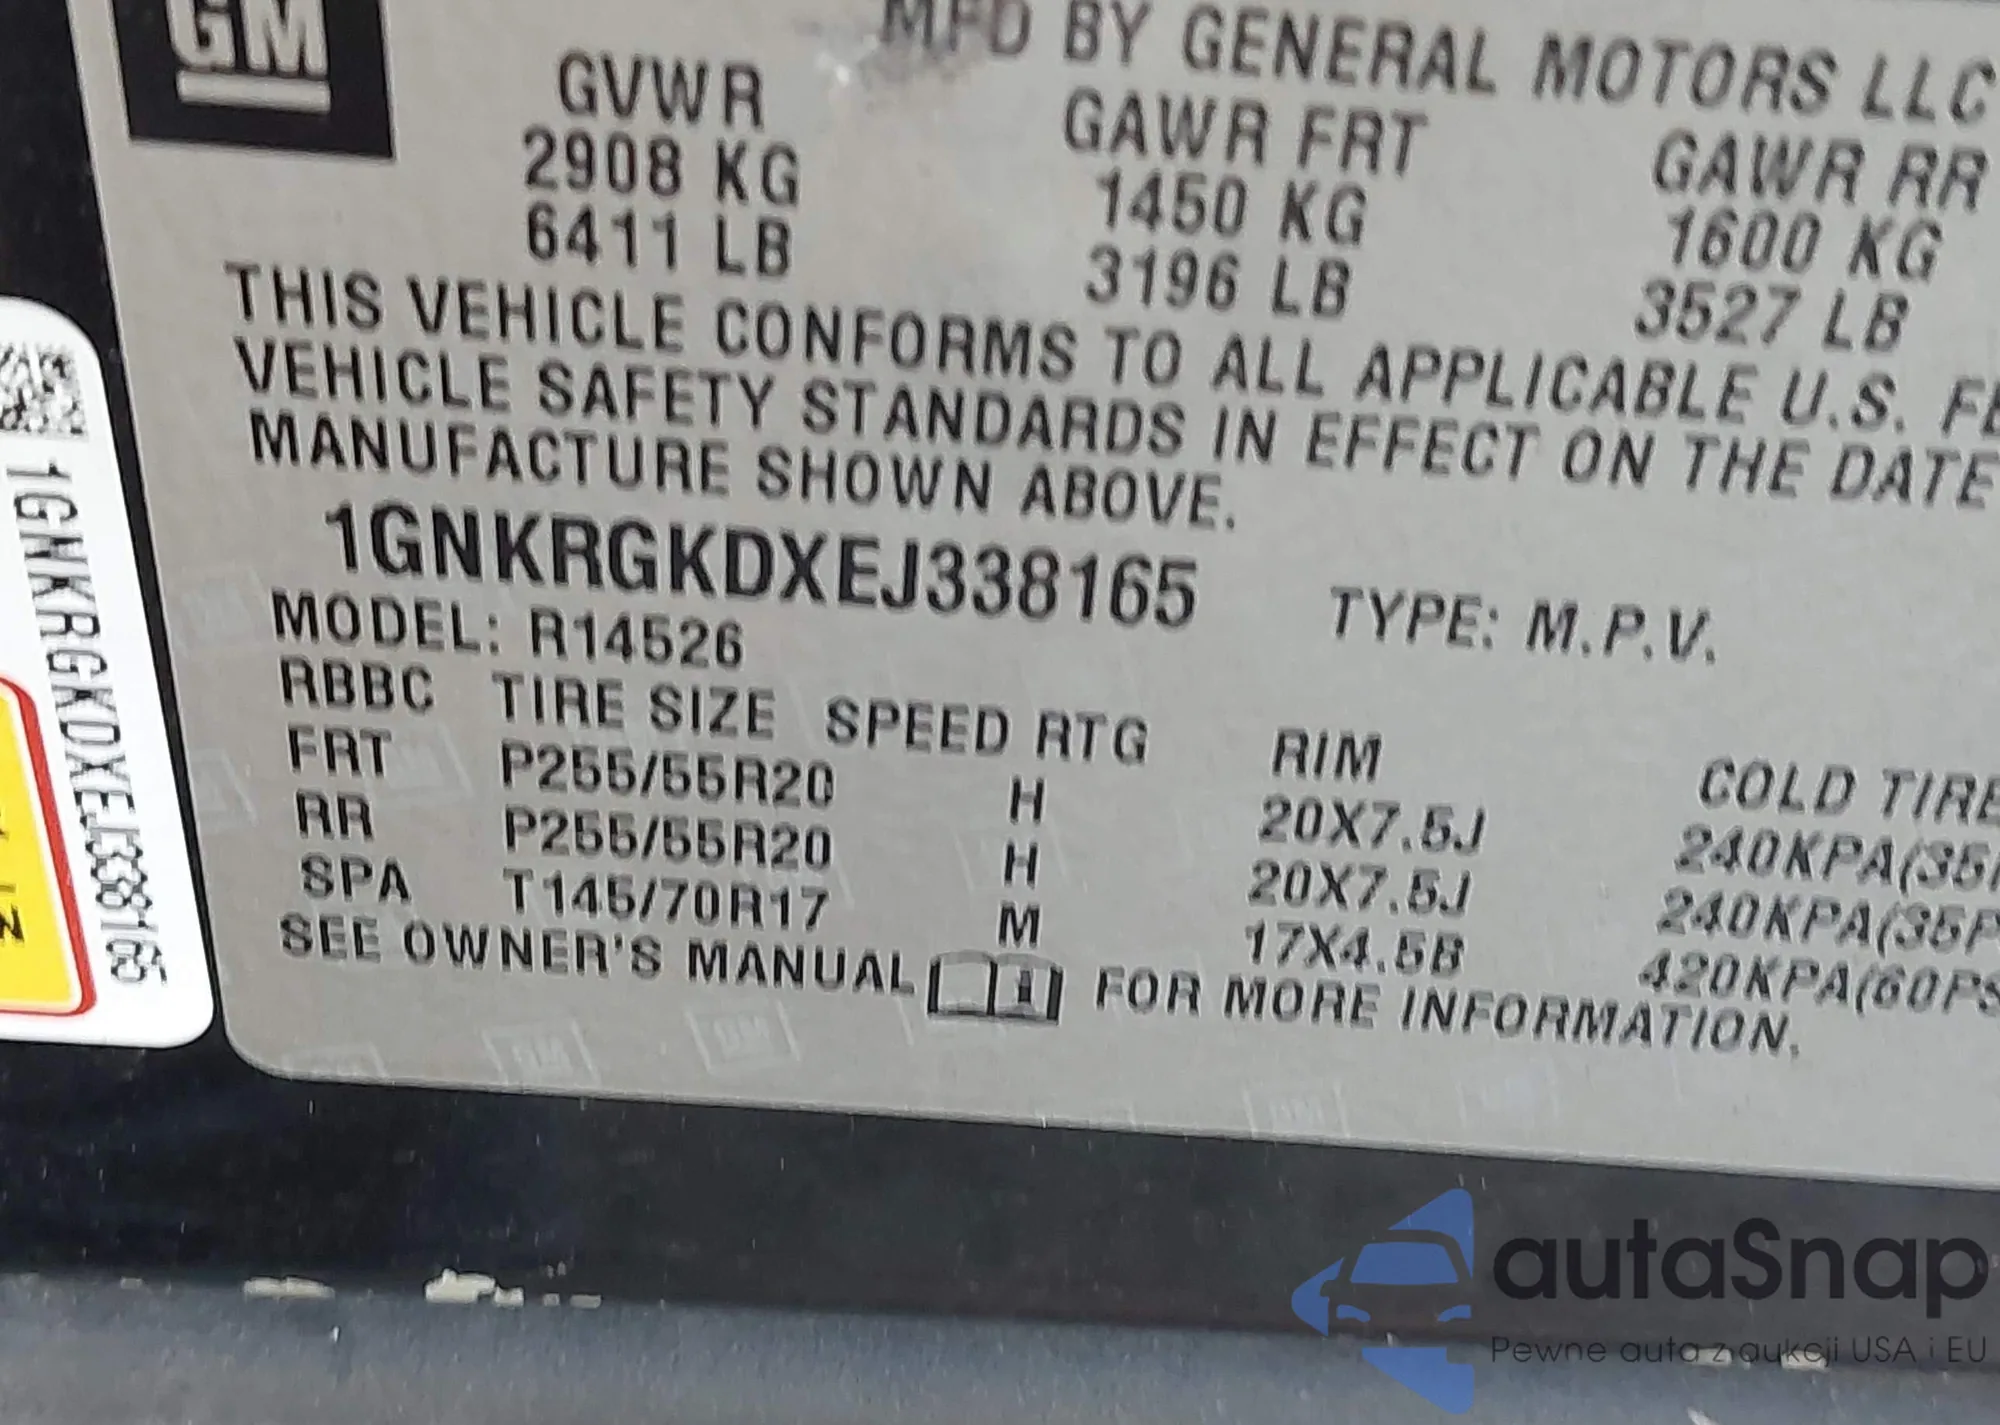 GM
MFD BY GENERAL MOTORS LLC
GVWR GAWR FRT GAWR RR
2908 KG 1450 KG 1600 KG
6411 LB 3196 LB 3527 LB
THIS VEHICLE CONFORMS TO ALL APPLICABLE U.S. FE
VEHICLE SAFETY STANDARDS IN EFFECT ON THE DATE
MANUFACTURE SHOWN ABOVE.
1GNKRGKDXEJ338165 TYPE: M.P.V.
MODEL: R14526
RBBC TIRE SIZE SPEED RTG RIM COLD TIRE
FRT P255/55R20 H 20X7.5J 240KPA(35
RR P255/55R20 H 20X7.5J 240KPA(35P
SPA T145/70R17 M 17X4.5B 420KPA(60PS
SEE OWNER'S MANUAL FOR MORE INFORMATION.
1GNKRGKDXEJ338165
autaSnap
Pewne auta z aukcji USA i EU